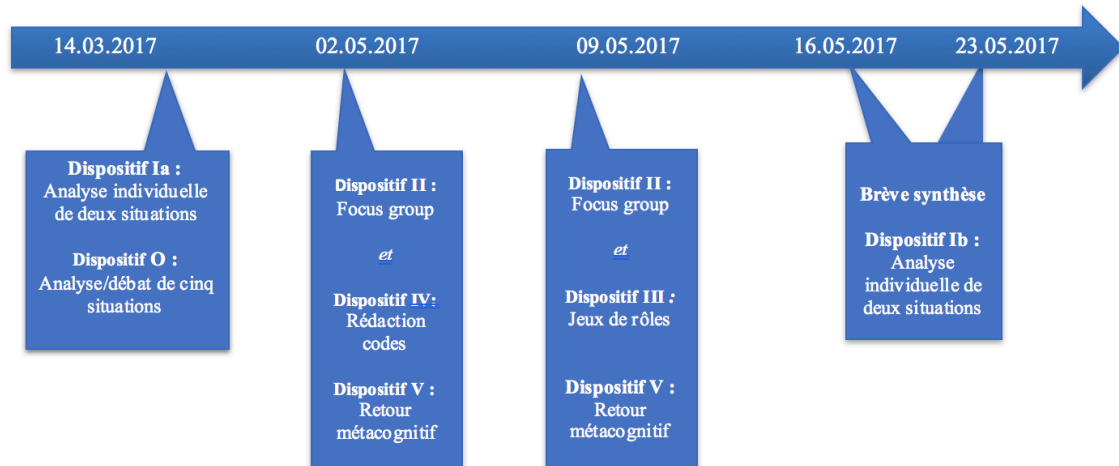 14.03.2017
02.05.2017
09.05.2017
16.05.2017
23.05.2017
Dispositif Ia :
Analyse individuelle
de deux situations
Dispositif O :
Analyse/débat de cinq
situations
Dispositif II :
Focus group
et
Dispositif IV:
Rédaction
codes
Dispositif V :
Retour
métacognitif
Dispositif II :
Focus group
et
Dispositif III :
Jeux de rôles
Dispositif V :
Retour
métacognitif
Brève synthèse
Dispositif Ib :
Analyse
individuelle de
deux situations